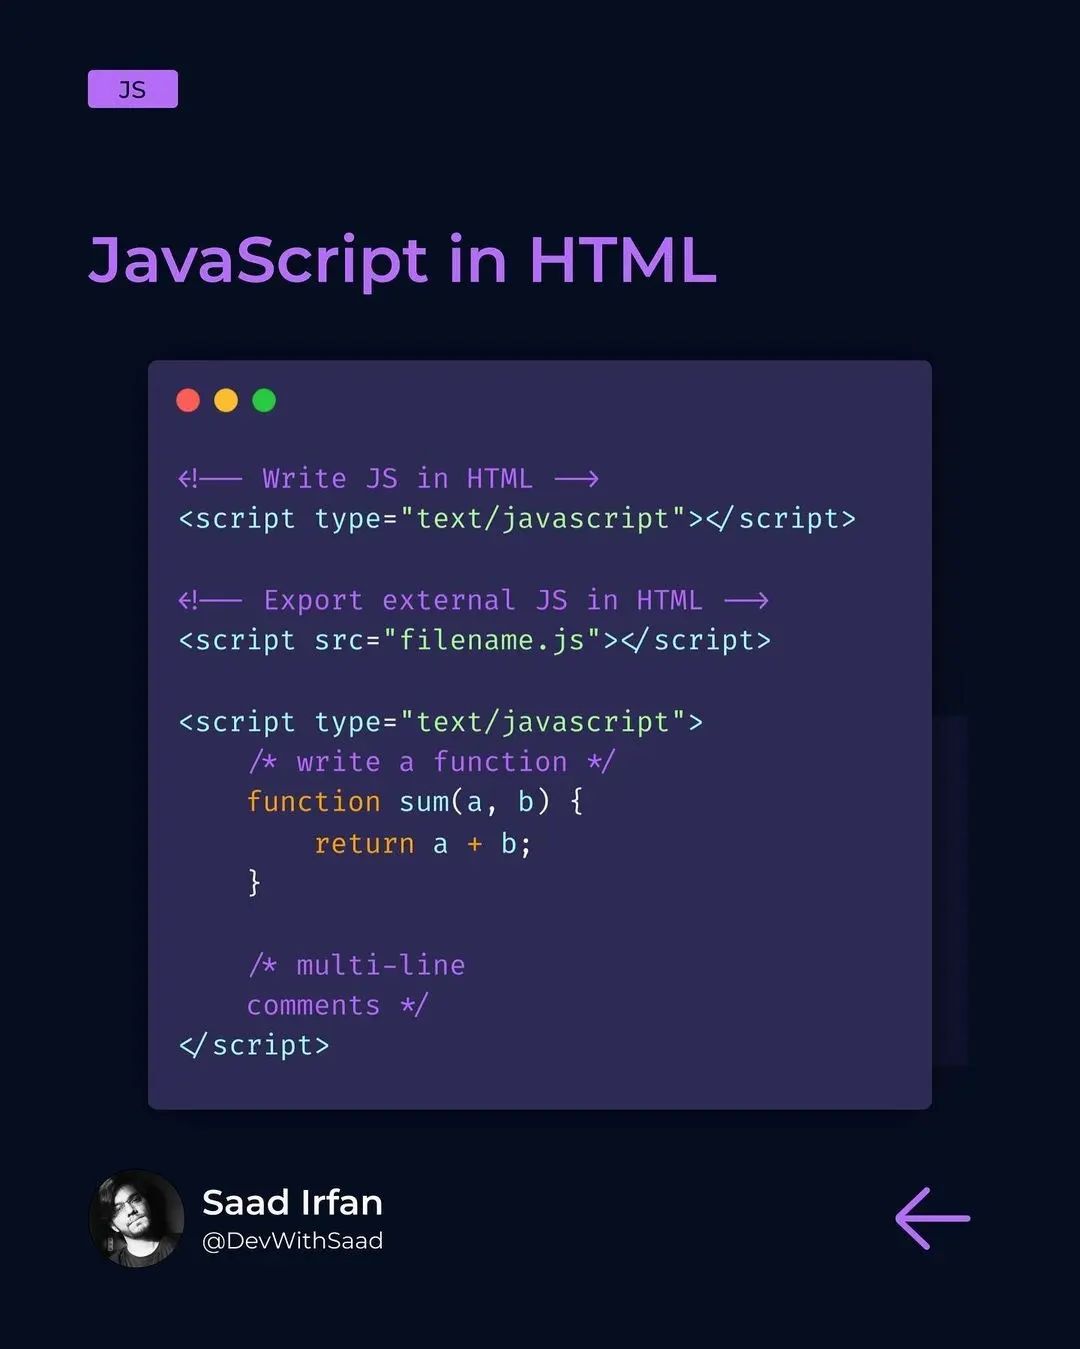 JS
JavaScript in HTML
<!-- Write JS in HTML -->
<script type="text/javascript"></script>
<!-- Export external JS in HTML -->
<script src="filename.js"></script>
<script type="text/javascript">
/* write a function */
function sum(a, b) {
return a + b;
}
/* multi-line
comments */
</script>
Saad Irfan
@DevWithSaad